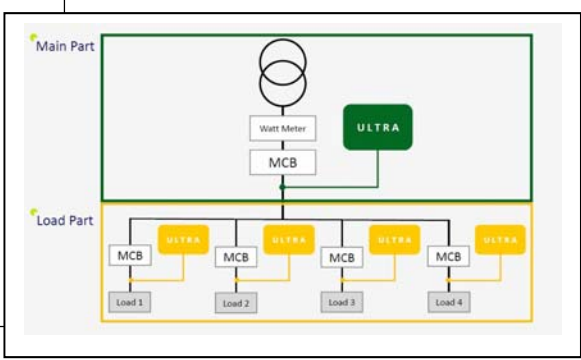 Main Part
Watt Meter
ULTRA
MCB
Load Part
ULTRA
ULTRA
ULTRA
ULTRA
MCB
MCB
MCB
MCB
Load 1
Load 2
Load 3
Load 4